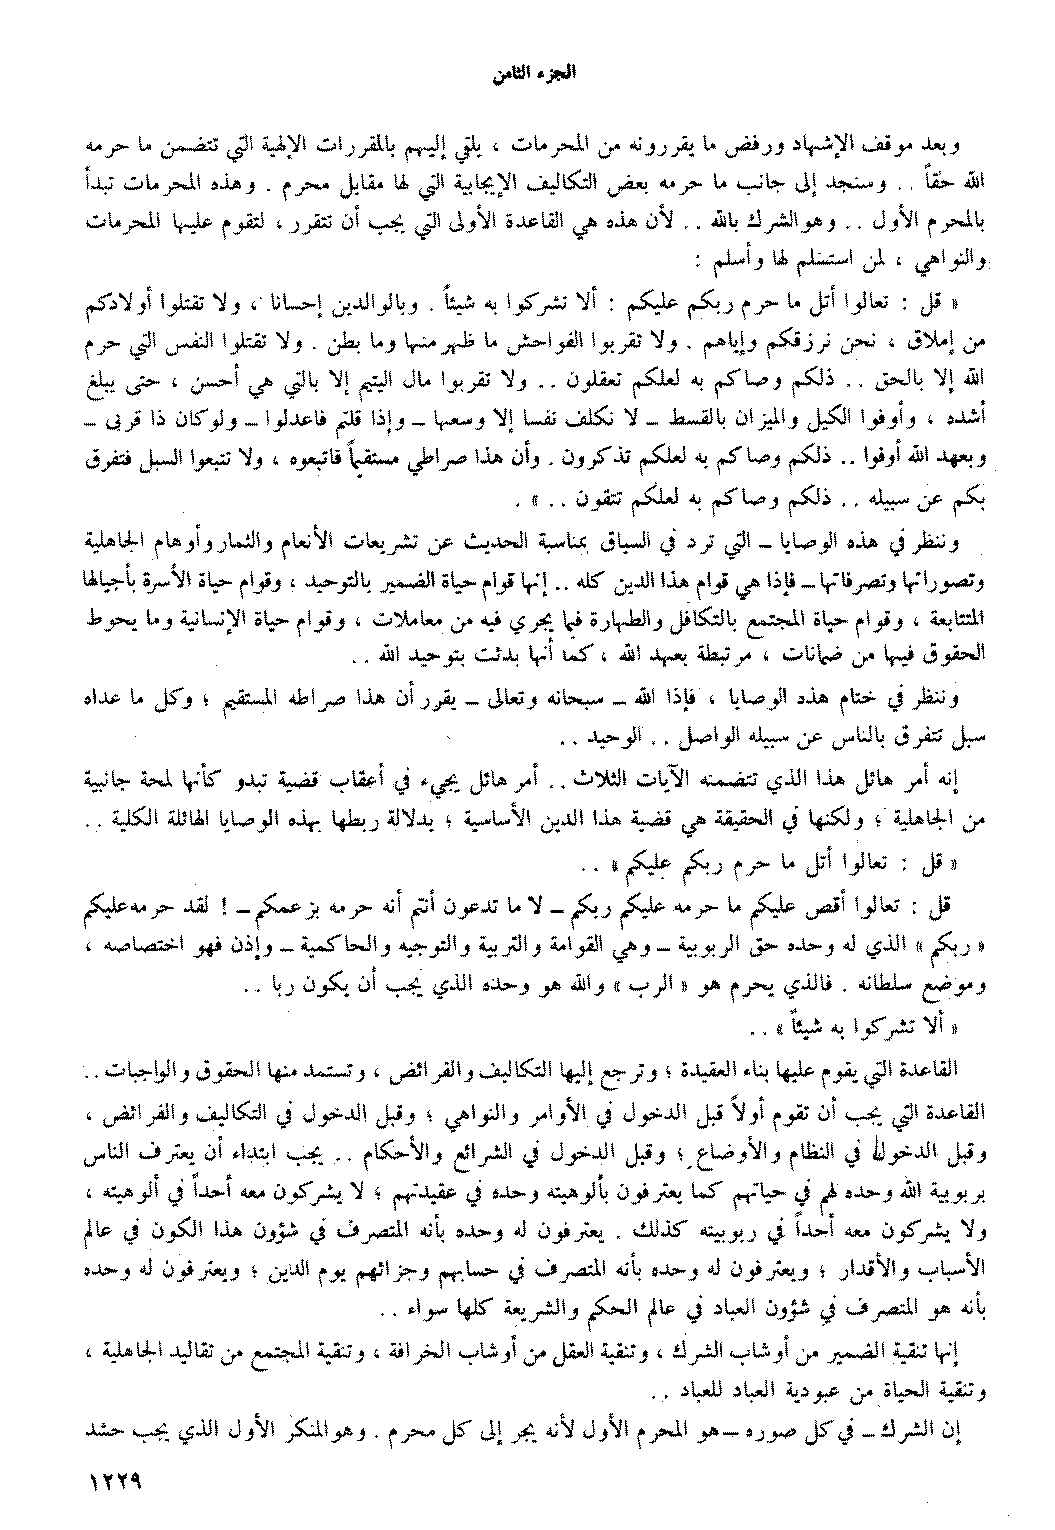 الجزء الثامن
وبعد موقف الإشهاد ورفض ما يقررونه من المحرمات ، يلقي إليهم بالمقررات الإلهية التي تتضمن ما حرمه
الله حقاً .. وسنجد إلى جانب ما حرمه بعض التكاليف الإيجابية التي لها مقابل محرم . وهذه المحرمات تبدأ
بالمحرم الأول .. وهو الشرك بالله .. لأن هذه هي القاعدة الأولى التي يجب أن تتقرر ، لتقوم عليها المحرمات
والنواهي ، لمن استسلم لها وأسلم :
« قل : تعالوا أتل ما حرم ربكم عليكم : ألا تشركوا به شيئاً . وبالوالدين إحسانا ، ولا تقتلوا أولادكم
من إملاق ، نحن نرزقكم وإياهم . ولا تقربوا الفواحش ما ظهر منها وما بطن . ولا تقتلوا النفس التي حرم
الله إلا بالحق .. ذلكم وصاكم به لعلكم تعقلون .. ولا تقربوا مال اليتيم إلا بالتي هي أحسن ، حتى يبلغ
أشده ، وأوفوا الكيل والميزان بالقسط – لا نكلف نفسا إلا وسعها – وإذا قلتم فاعدلوا – ولو كان ذا قربى –
وبعهد الله أوفوا .. ذلكم وصاكم به لعلكم تذكرون . وأن هذا صراطي مستقيماً فاتبعوه ، ولا تتبعوا السبل فتفرق
بكم عن سبيله .. ذلكم وصاكم به لعلكم تتقون .. » .
وننظر في هذه الوصايا – التي ترد في السياق بمناسبة الحديث عن تشريعات الأنعام والثمار وأوهام الجاهلية
وتصوراتها وتصرفاتها – فإذا هي قوام هذا الدين كله .. إنها قوام حياة الضمير بالتوحيد ، وقوام حياة الأسرة بأجيالها
المتتابعة ، وقوام حياة المجتمع بالتكافل والطهارة فيما يجري فيه من معاملات ، وقوام حياة الإنسانية وما يحوط
الحقوق فيها من ضمانات ، مرتبطة بعهد الله ، كما أنها بدئت بتوحيد الله ..
وننظر في ختام هذه الوصايا ، فإذا الله – سبحانه وتعالى – يقرر أن هذا صراطه المستقيم ؛ وكل ما عداه
سبل تتفرق بالناس عن سبيله الواصل .. الوحيد ..
إنه أمر هائل هذا الذي تتضمنه الآيات الثلاث .. أمر هائل يجيء في أعقاب قضية تبدو كأنها لمحة جانبية
من الجاهلية ؛ ولكنها في الحقيقة هي قضية هذا الدين الأساسية ؛ بدلالة ربطها بهذه الوصايا الهائلة الكلية ..
« قل : تعالوا أتل ما حرم ربكم عليكم » ..
قل : تعالوا أقص عليكم ما حرمه عليكم ربكم – لا ما تدعون أنتم أنه حرمه بزعمكم – ! لقد حرمه عليكم
« ربكم » الذي له وحده حق الربوبية – وهي القوامة والتربية والتوجيه والحاكمية – وإذن فهو اختصاصه ،
وموضع سلطانه . فالذي يحرم هو « الرب » والله هو وحده الذي يجب أن يكون ربا ..
« ألا تشركوا به شيئاً » ..
القاعدة التي يقوم عليها بناء العقيدة ؛ وترجع إليها التكاليف والفرائض ، وتستمد منها الحقوق والواجبات ..
القاعدة التي يجب أن تقوم أولاً قبل الدخول في الأوامر والنواهي ؛ وقبل الدخول في التكاليف والفرائض ،
وقبل الدخول في النظام والأوضاع ؛ وقبل الدخول في الشرائع والأحكام .. يجب ابتداء أن يعترف الناس
بربوبية الله وحده لهم في حياتهم كما يعترفون بألوهيته وحده في عقيدتهم ؛ لا يشركون معه أحداً في ألوهيته ،
ولا يشركون معه أحداً في ربوبيته كذلك . يعترفون له وحده بأنه المتصرف في شؤون هذا الكون في عالم
الأسباب والأقدار ؛ ويعترفون له وحده بأنه المتصرف في حسابهم وجزائهم يوم الدين ؛ ويعترفون له وحده
بأنه هو المتصرف في شؤون العباد في عالم الحكم والشريعة كلها سواء ..
إنها تنقية الضمير من أوشاب الشرك ، وتنقية العقل من أوشاب الخرافة ، وتنقية المجتمع من تقاليد الجاهلية ،
وتنقية الحياة من عبودية العباد للعباد ..
إن الشرك – في كل صوره – هو المحرم الأول لأنه يجر إلى كل محرم . وهو المنكر الأول الذي يجب حشد
١٢٢٩